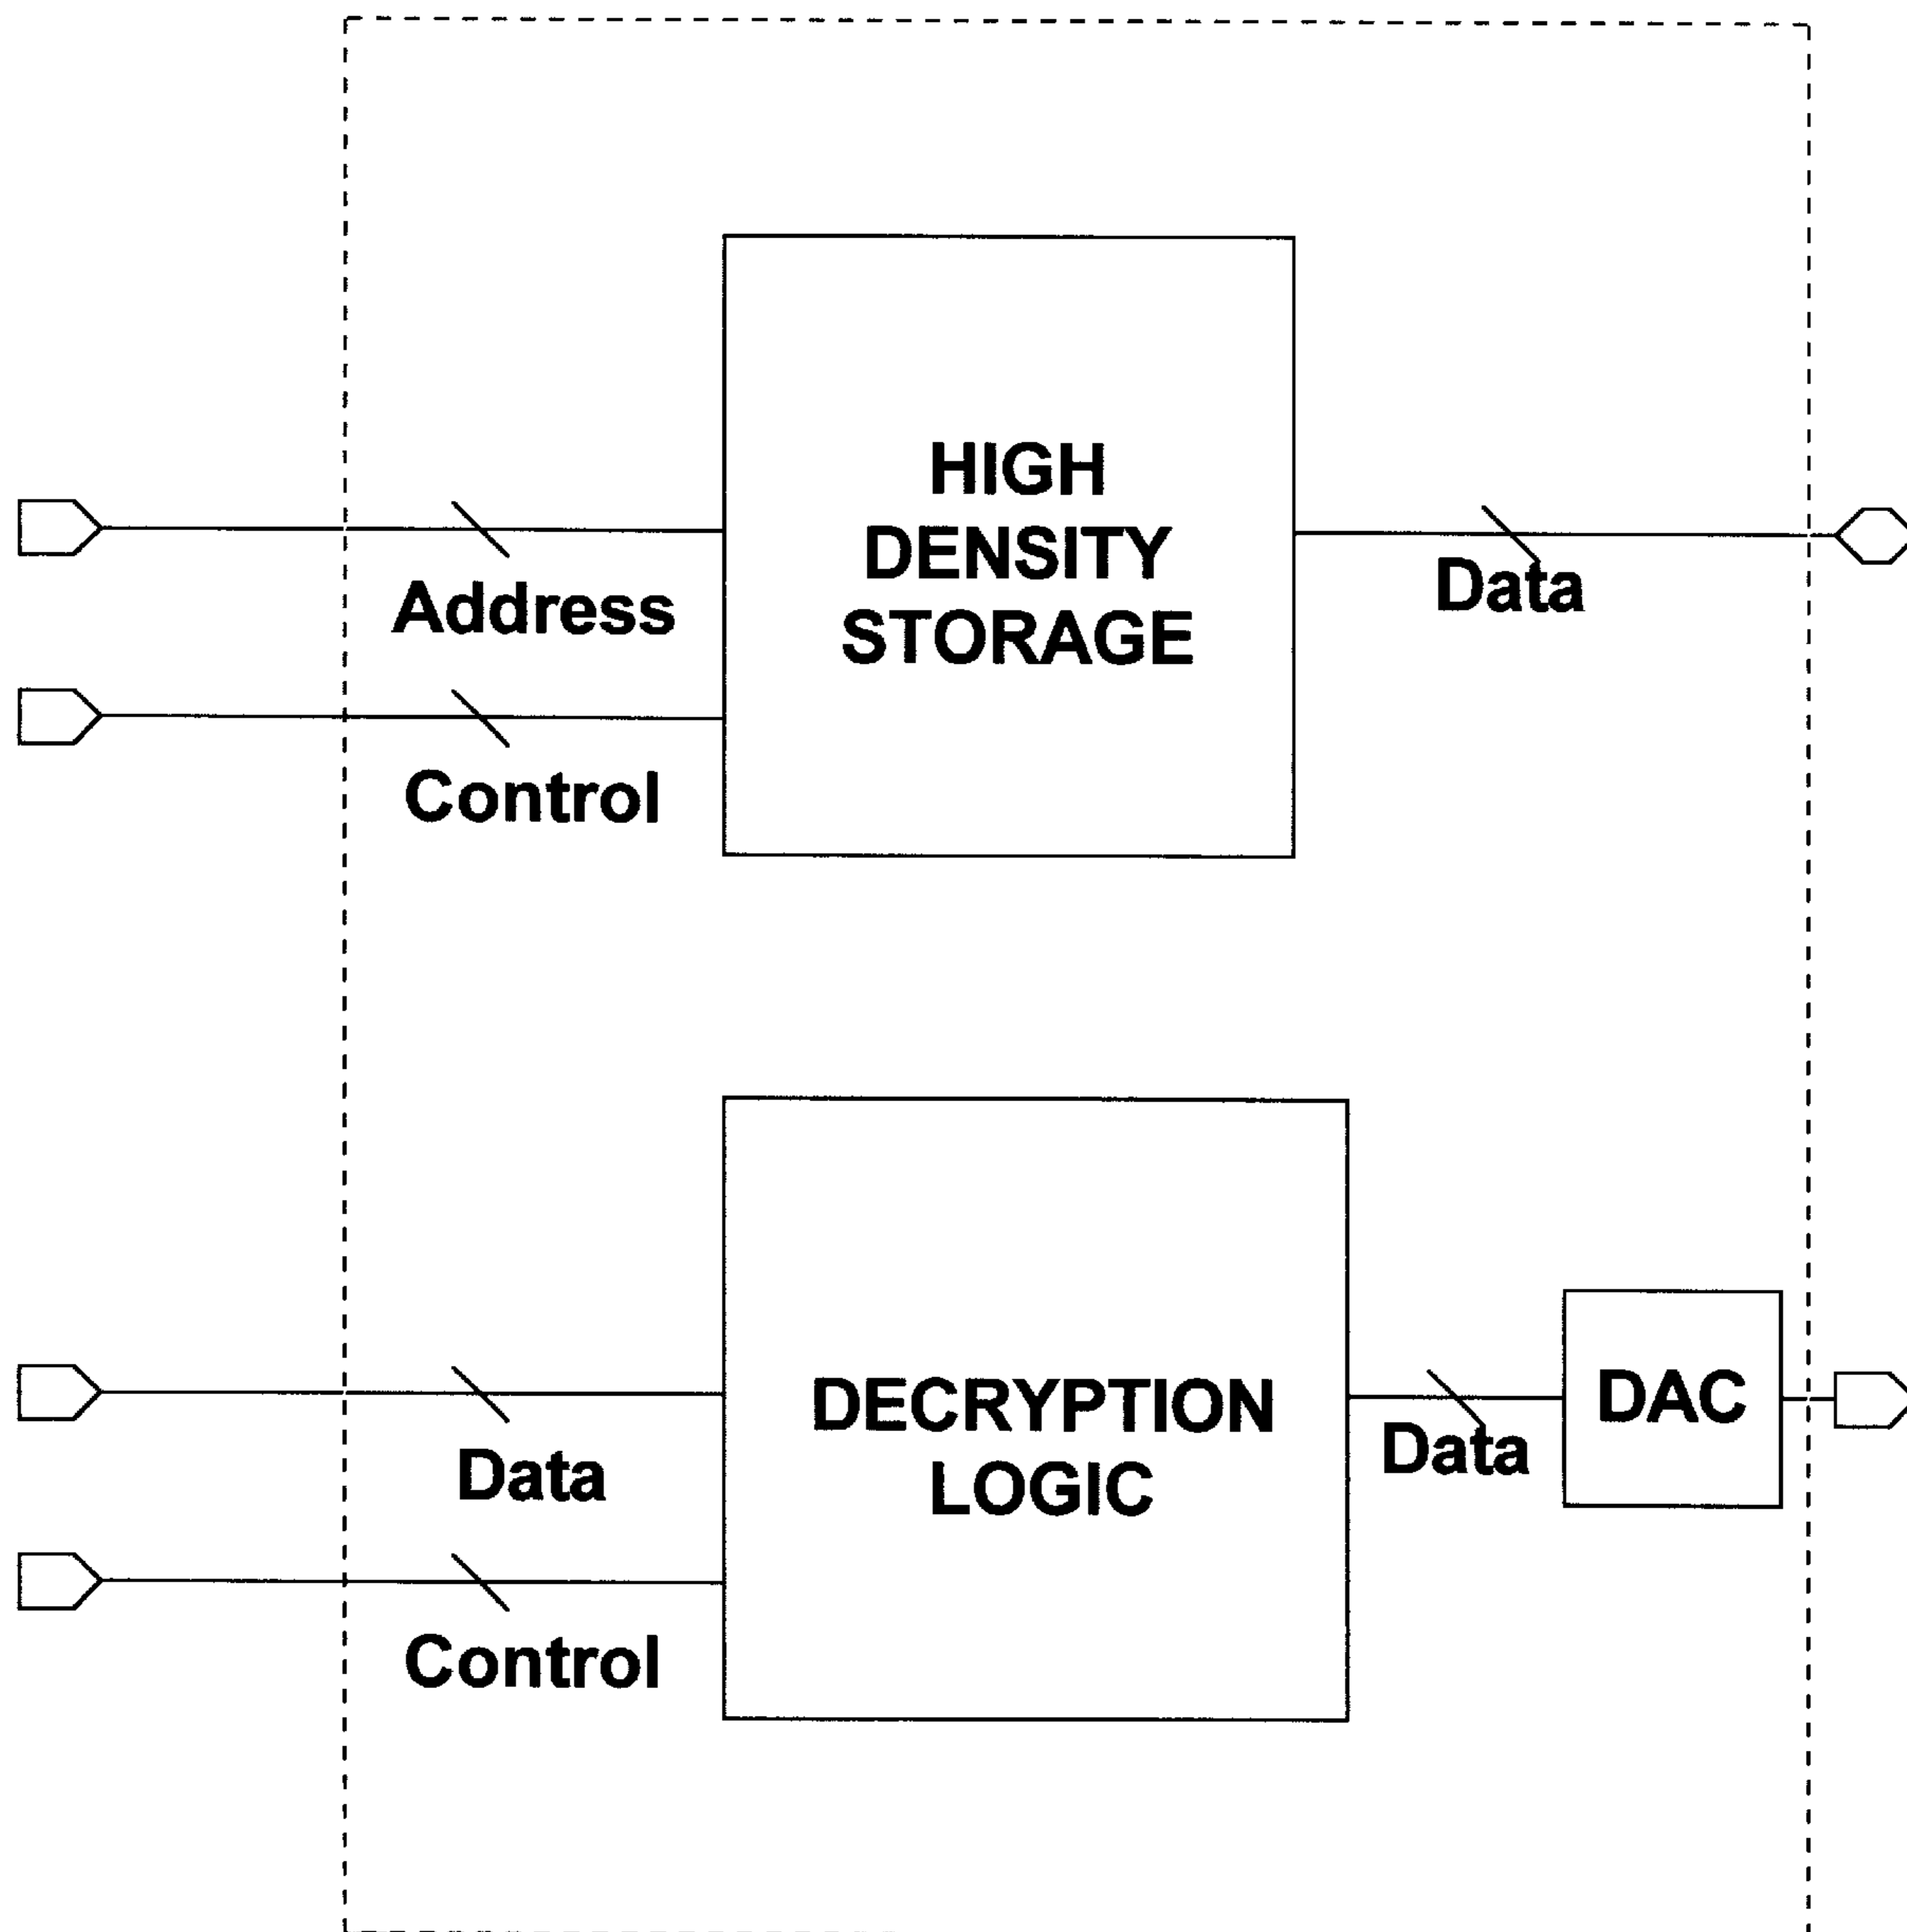 HIGH
DENSITY
STORAGE
Address
Data
Control
DECRYPTION
LOGIC
DAC
Data
Data
Control